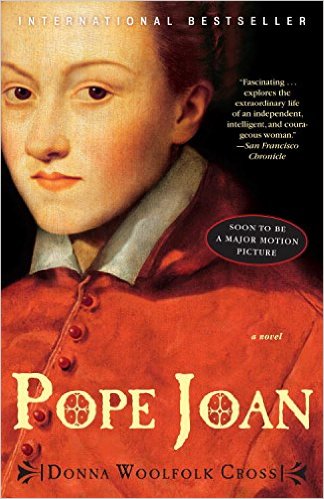 INTERNATIONAL BESTSELLER
"Fascinating . . .
explores the
extraordinary life
of an independent,
intelligent, and coura-
geous woman."
—San Francisco
Chronicle
SOON TO BE
A MAJOR MOTION
PICTURE
a novel
POPE JOAN
DONNA WOOLFOLK CROSS